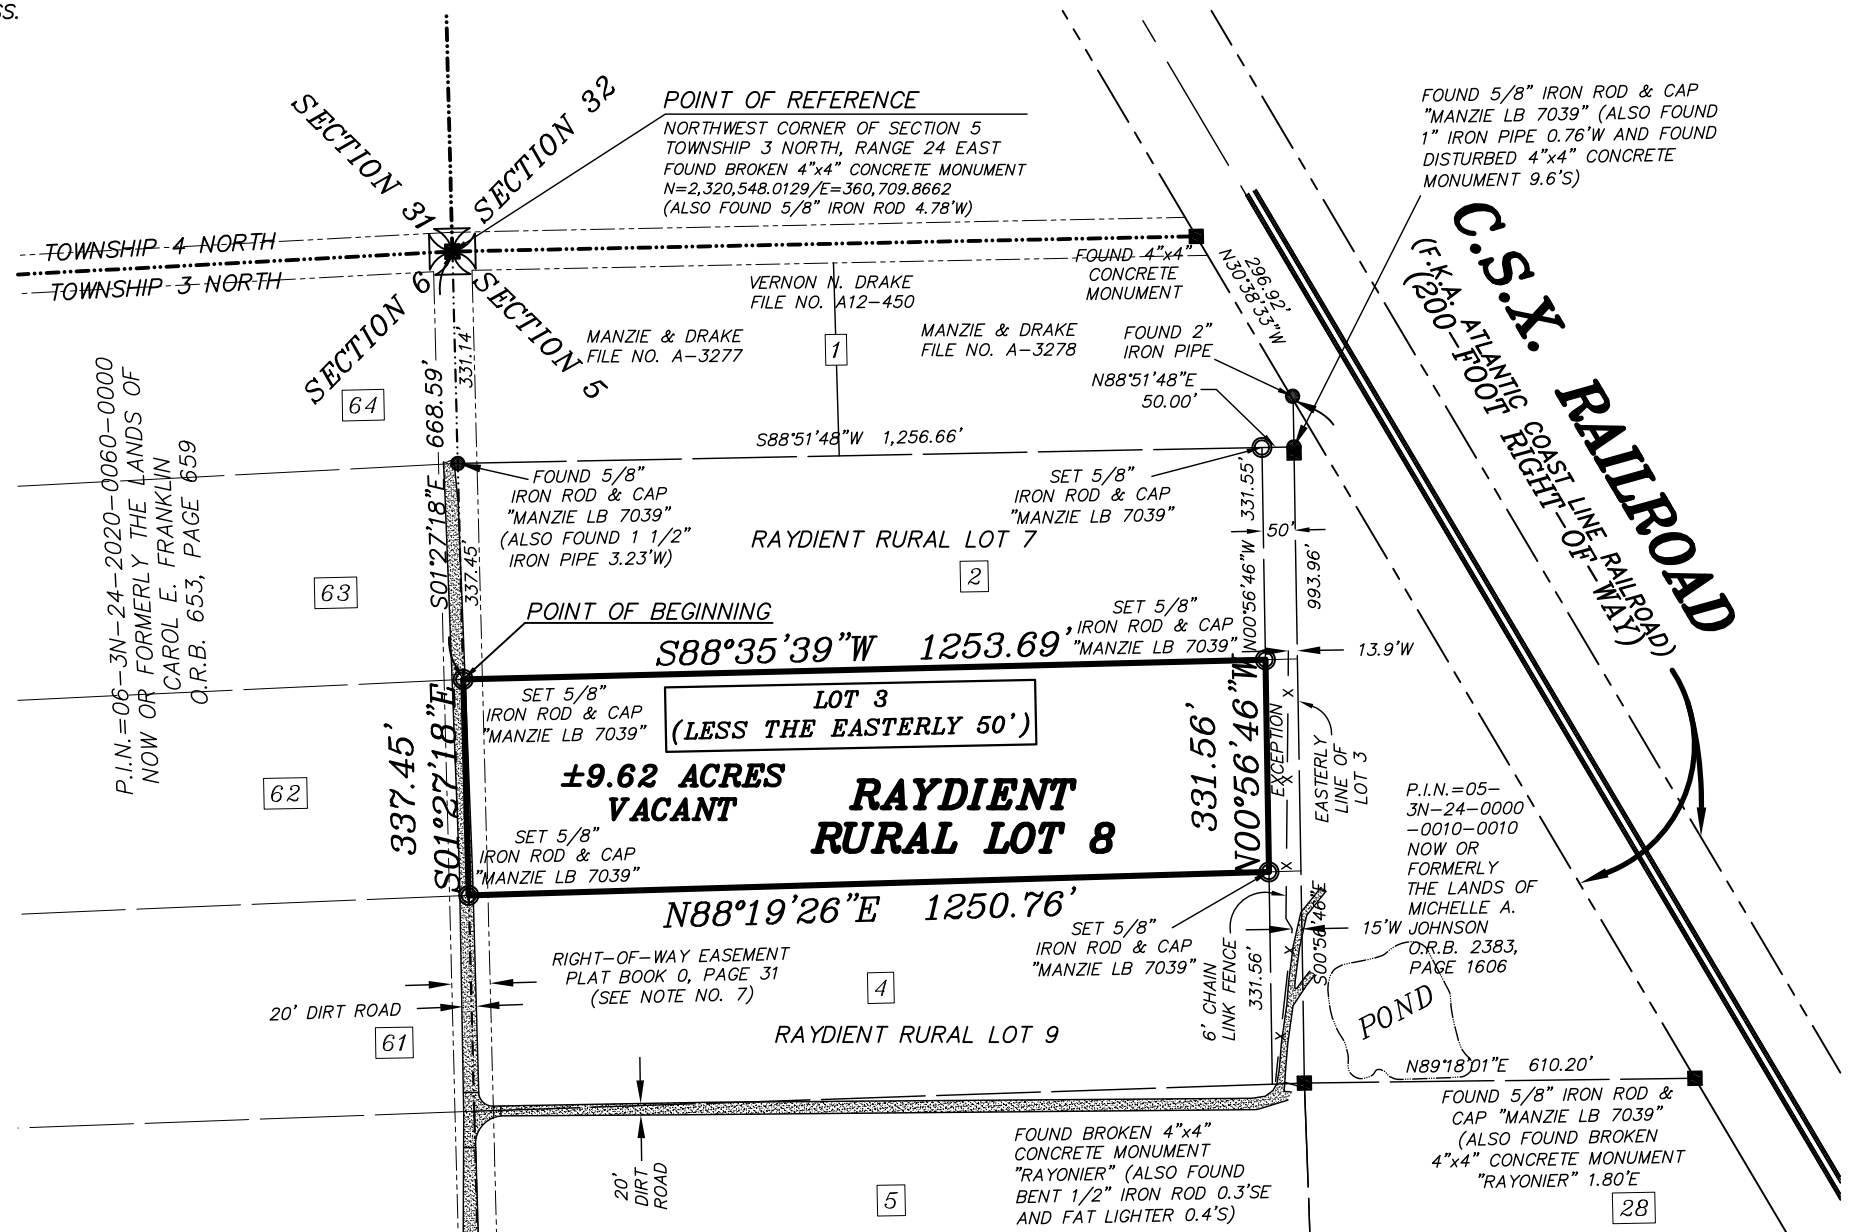 SS.
SECTION 31
SECTION 32
SECTION 6
SECTION 5
TOWNSHIP 4 NORTH
TOWNSHIP 3 NORTH
POINT OF REFERENCE
NORTHWEST CORNER OF SECTION 5
TOWNSHIP 3 NORTH, RANGE 24 EAST
FOUND BROKEN 4"x4" CONCRETE MONUMENT
N=2,320,548.0129/E=360,709.8662
(ALSO FOUND 5/8" IRON ROD 4.78'W)
FOUND 5/8" IRON ROD & CAP
"MANZIE LB 7039" (ALSO FOUND
1" IRON PIPE 0.76'W AND FOUND
DISTURBED 4"x4" CONCRETE
MONUMENT 9.6'S)
C.S.X. RAILROAD
(F.K.A. ATLANTIC COAST LINE RAILROAD)
(200-FOOT RIGHT-OF-WAY)
FOUND 4"x4"
CONCRETE
MONUMENT
296.92'
N30°38'33"W
VERNON N. DRAKE
FILE NO. A12-450
MANZIE & DRAKE
FILE NO. A-3277
1
MANZIE & DRAKE
FILE NO. A-3278
FOUND 2"
IRON PIPE
N88°51'48"E
50.00'
S88°51'48"W 1,256.66'
331.14'
S01°27'18"E 668.59'
337.45'
64
63
62
61
P.I.N.=06-3N-24-2020-0060-0000
NOW OR FORMERLY THE LANDS OF
CAROL E. FRANKLIN
O.R.B. 653, PAGE 659
FOUND 5/8"
IRON ROD & CAP
"MANZIE LB 7039"
(ALSO FOUND 1 1/2"
IRON PIPE 3.23'W)
SET 5/8"
IRON ROD & CAP
"MANZIE LB 7039"
RAYDIENT RURAL LOT 7
2
N00°56'46"W 331.55'
50'
993.96'
POINT OF BEGINNING
S88°35'39"W 1253.69'
SET 5/8"
IRON ROD & CAP
"MANZIE LB 7039"
13.9'W
SET 5/8"
IRON ROD & CAP
"MANZIE LB 7039"
LOT 3
(LESS THE EASTERLY 50')
±9.62 ACRES
VACANT
RAYDIENT
RURAL LOT 8
337.45'
S01°27'18"E
331.56'
N00°56'46"W
EXCEPTION
EASTERLY
LINE OF
LOT 3
SET 5/8"
IRON ROD & CAP
"MANZIE LB 7039"
N88°19'26"E 1250.76'
P.I.N.=05-
3N-24-0000
-0010-0010
NOW OR
FORMERLY
THE LANDS OF
MICHELLE A.
JOHNSON
O.R.B. 2383,
PAGE 1606
SET 5/8"
IRON ROD & CAP
"MANZIE LB 7039"
15'W
S00°56'46"E
6' CHAIN
LINK FENCE
331.56'
RIGHT-OF-WAY EASEMENT
PLAT BOOK 0, PAGE 31
(SEE NOTE NO. 7)
4
20' DIRT ROAD
RAYDIENT RURAL LOT 9
POND
N89°18'01"E 610.20'
20'
DIRT
ROAD
5
FOUND BROKEN 4"x4"
CONCRETE MONUMENT
"RAYONIER" (ALSO FOUND
BENT 1/2" IRON ROD 0.3'SE
AND FAT LIGHTER 0.4'S)
FOUND 5/8" IRON ROD &
CAP "MANZIE LB 7039"
(ALSO FOUND BROKEN
4"x4" CONCRETE MONUMENT
"RAYONIER" 1.80'E
28